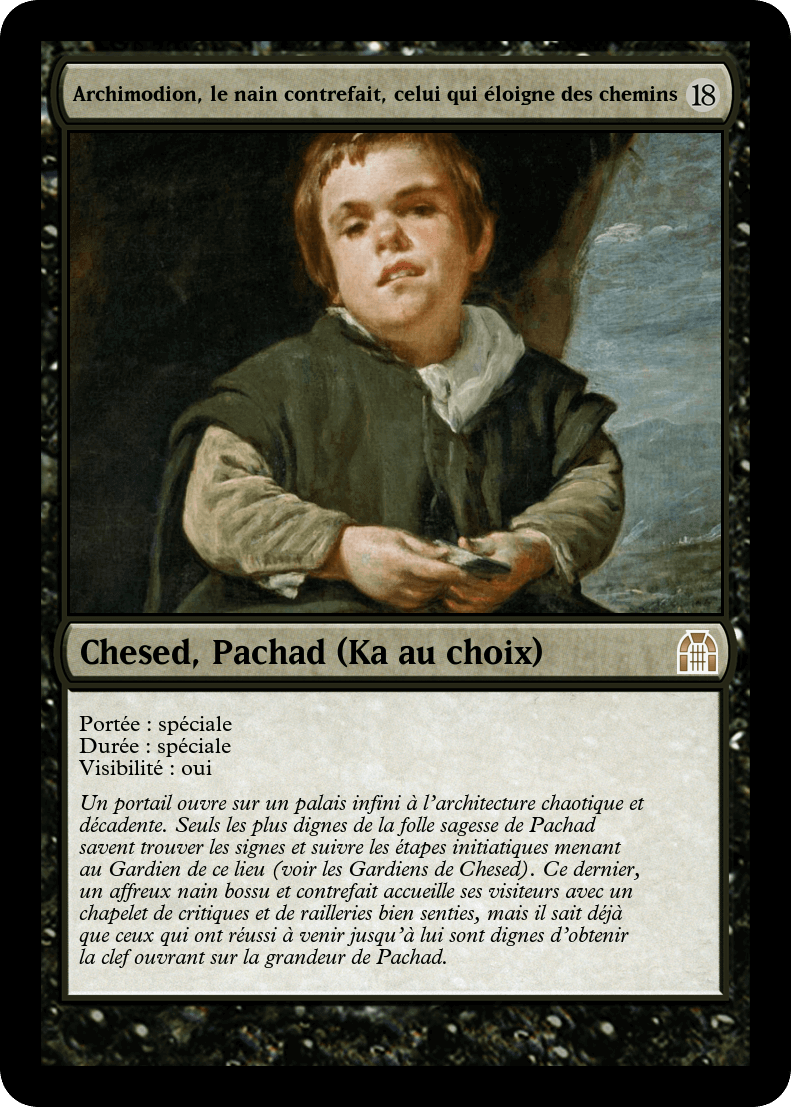 Archimodion, le nain contrefait, celui qui éloigne des chemins 18
Chesed, Pachad (Ka au choix)
Portée : spéciale
Durée : spéciale
Visibilité : oui
Un portail ouvre sur un palais infini à l'architecture chaotique et
décadente. Seuls les plus dignes de la folle sagesse de Pachad
savent trouver les signes et suivre les étapes initiatiques menant
au Gardien de ce lieu (voir les Gardiens de Chesed). Ce dernier,
un affreux nain bossu et contrefait accueille ses visiteurs avec un
chapelet de critiques et de railleries bien senties, mais il sait déjà
que ceux qui ont réussi à venir jusqu'à lui sont dignes d'obtenir
la clef ouvrant sur la grandeur de Pachad.